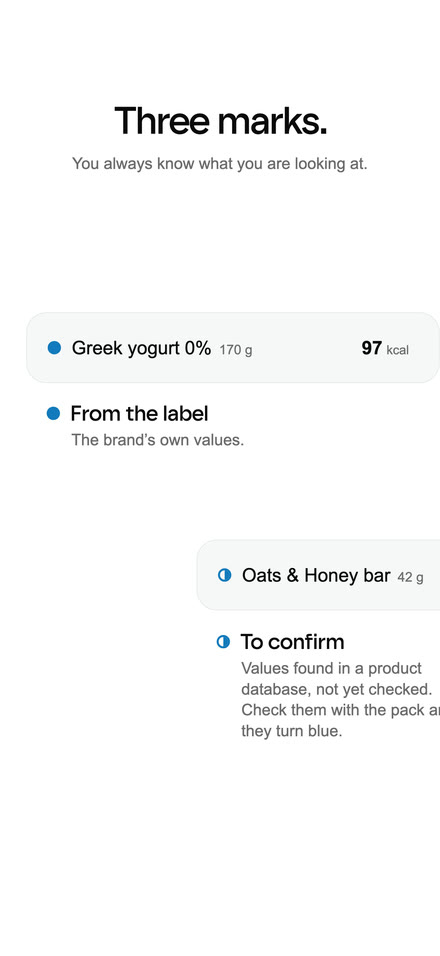 Three marks.
You always know what you are looking at.
Greek yogurt 0% 170 g 97 kcal
From the label
The brand’s own values.
Oats & Honey bar 42 g
To confirm
Values found in a product
database, not yet checked.
Check them with the pack
they turn blue.